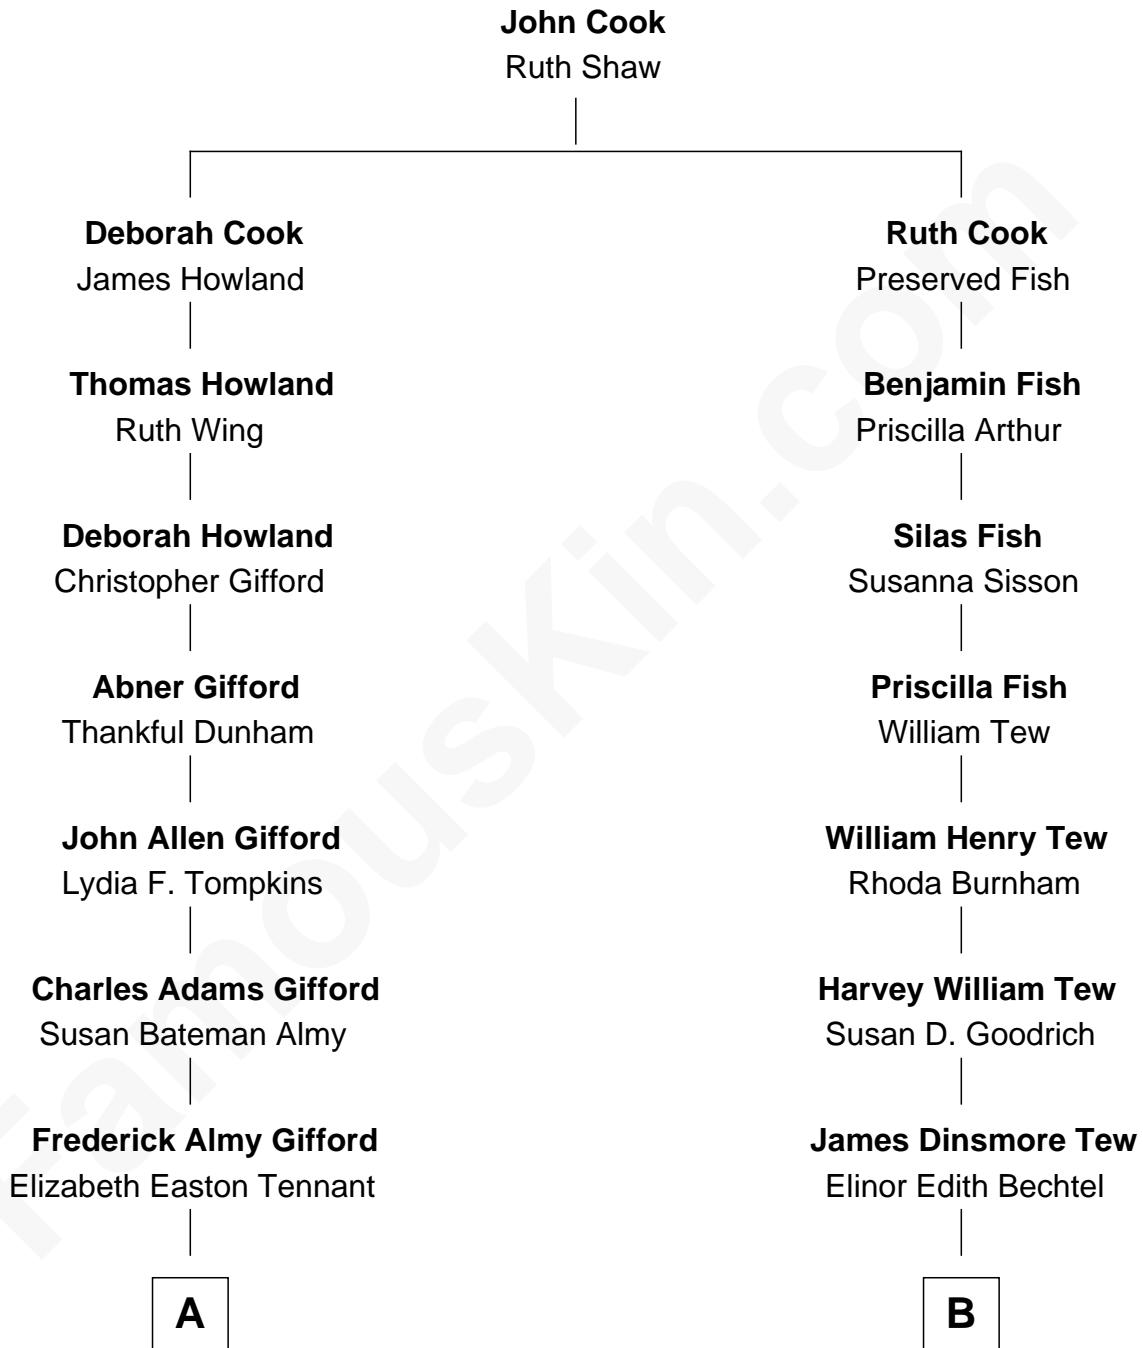 John Cook
Ruth Shaw
Deborah Cook
James Howland
Ruth Cook
Preserved Fish
Thomas Howland
Ruth Wing
Benjamin Fish
Priscilla Arthur
Deborah Howland
Christopher Gifford
Silas Fish
Susanna Sisson
Abner Gifford
Thankful Dunham
Priscilla Fish
William Tew
John Allen Gifford
Lydia F. Tompkins
William Henry Tew
Rhoda Burnham
Charles Adams Gifford
Susan Bateman Almy
Harvey William Tew
Susan D. Goodrich
Frederick Almy Gifford
Elizabeth Easton Tennant
James Dinsmore Tew
Elinor Edith Bechtel
A
B
FamousKin.com